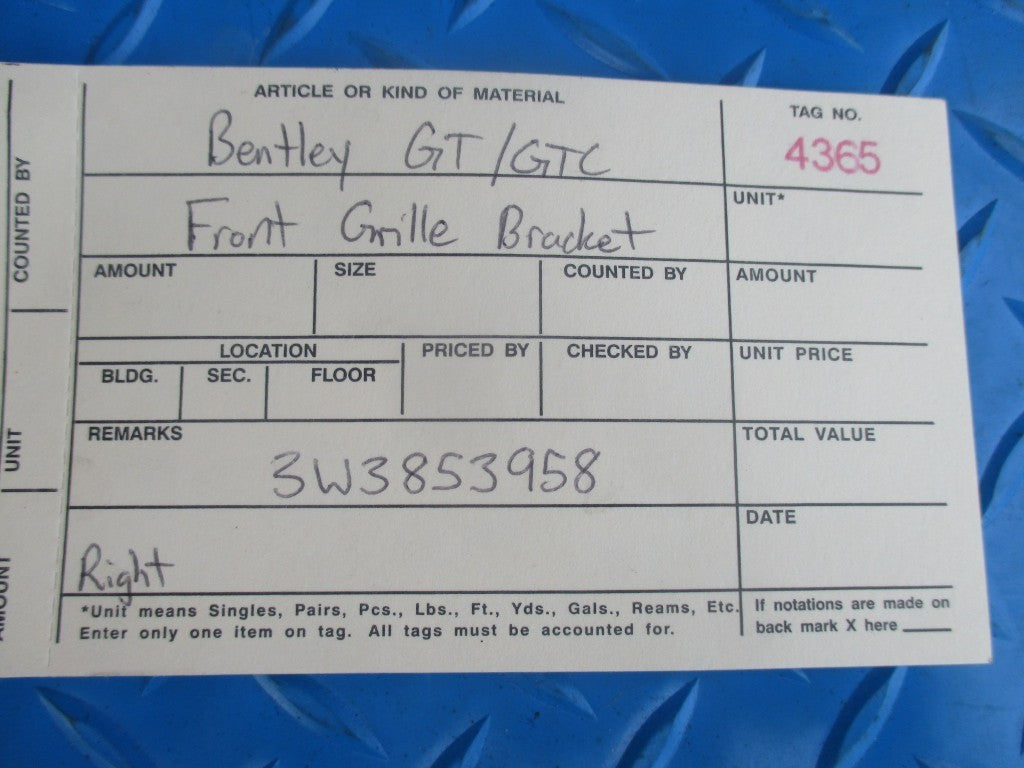 ARTICLE OR KIND OF MATERIAL
Bentley GT/GTC
Front Grille Bracket
TAG NO.
4365
UNIT*
AMOUNT
SIZE
COUNTED BY
AMOUNT
LOCATION
BLDG.
SEC.
FLOOR
PRICED BY
CHECKED BY
UNIT PRICE
REMARKS
3W3853958
TOTAL VALUE
Right
DATE
*Unit means Singles, Pairs, Pcs., Lbs., Ft., Yds., Gals., Reams, Etc.
Enter only one item on tag. All tags must be accounted for.
If notations are made on
back mark X here
COUNTED BY
UNIT
AMOUNT